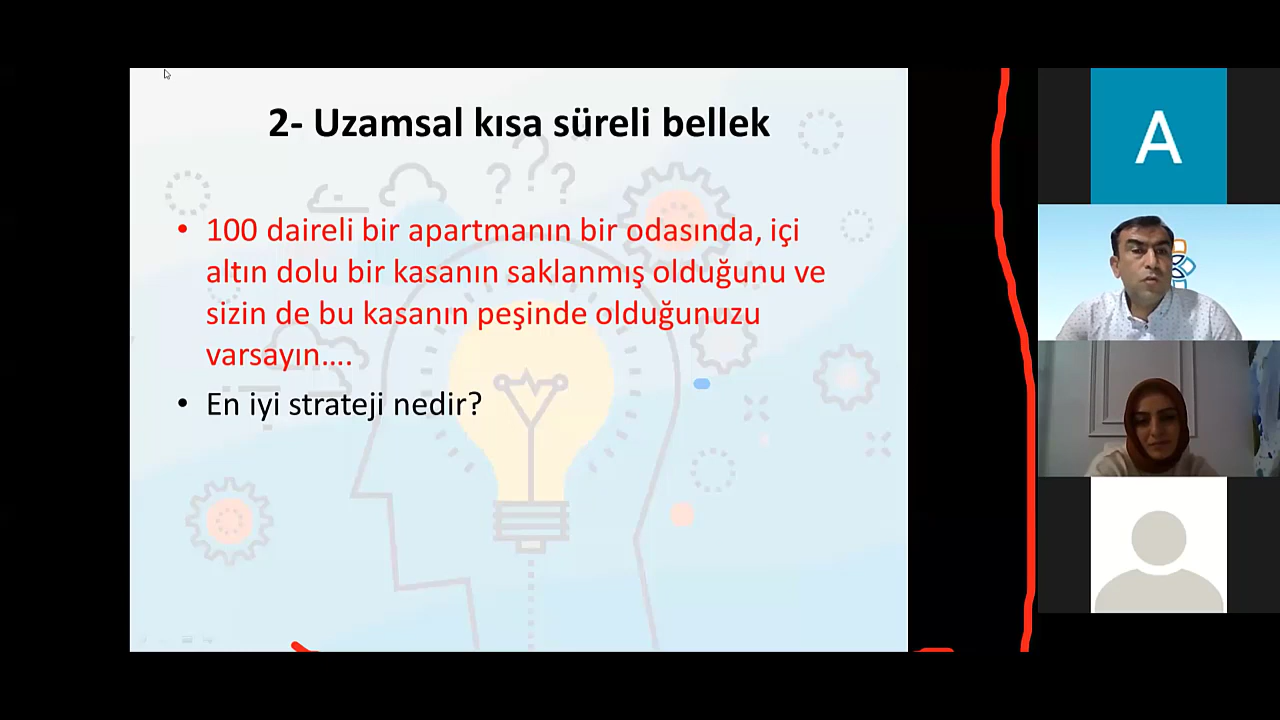 2- Uzamsal kısa süreli bellek
• 100 daireli bir apartmanın bir odasında, içi
altın dolu bir kasanın saklanmış olduğunu ve
sizin de bu kasanın peşinde olduğunuzu
varsayın....
• En iyi strateji nedir?
A